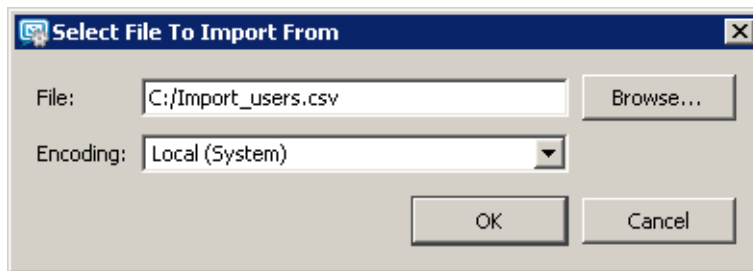 Select File To Import From
File: C:/Import_users.csv Browse...
Encoding: Local (System)
OK Cancel